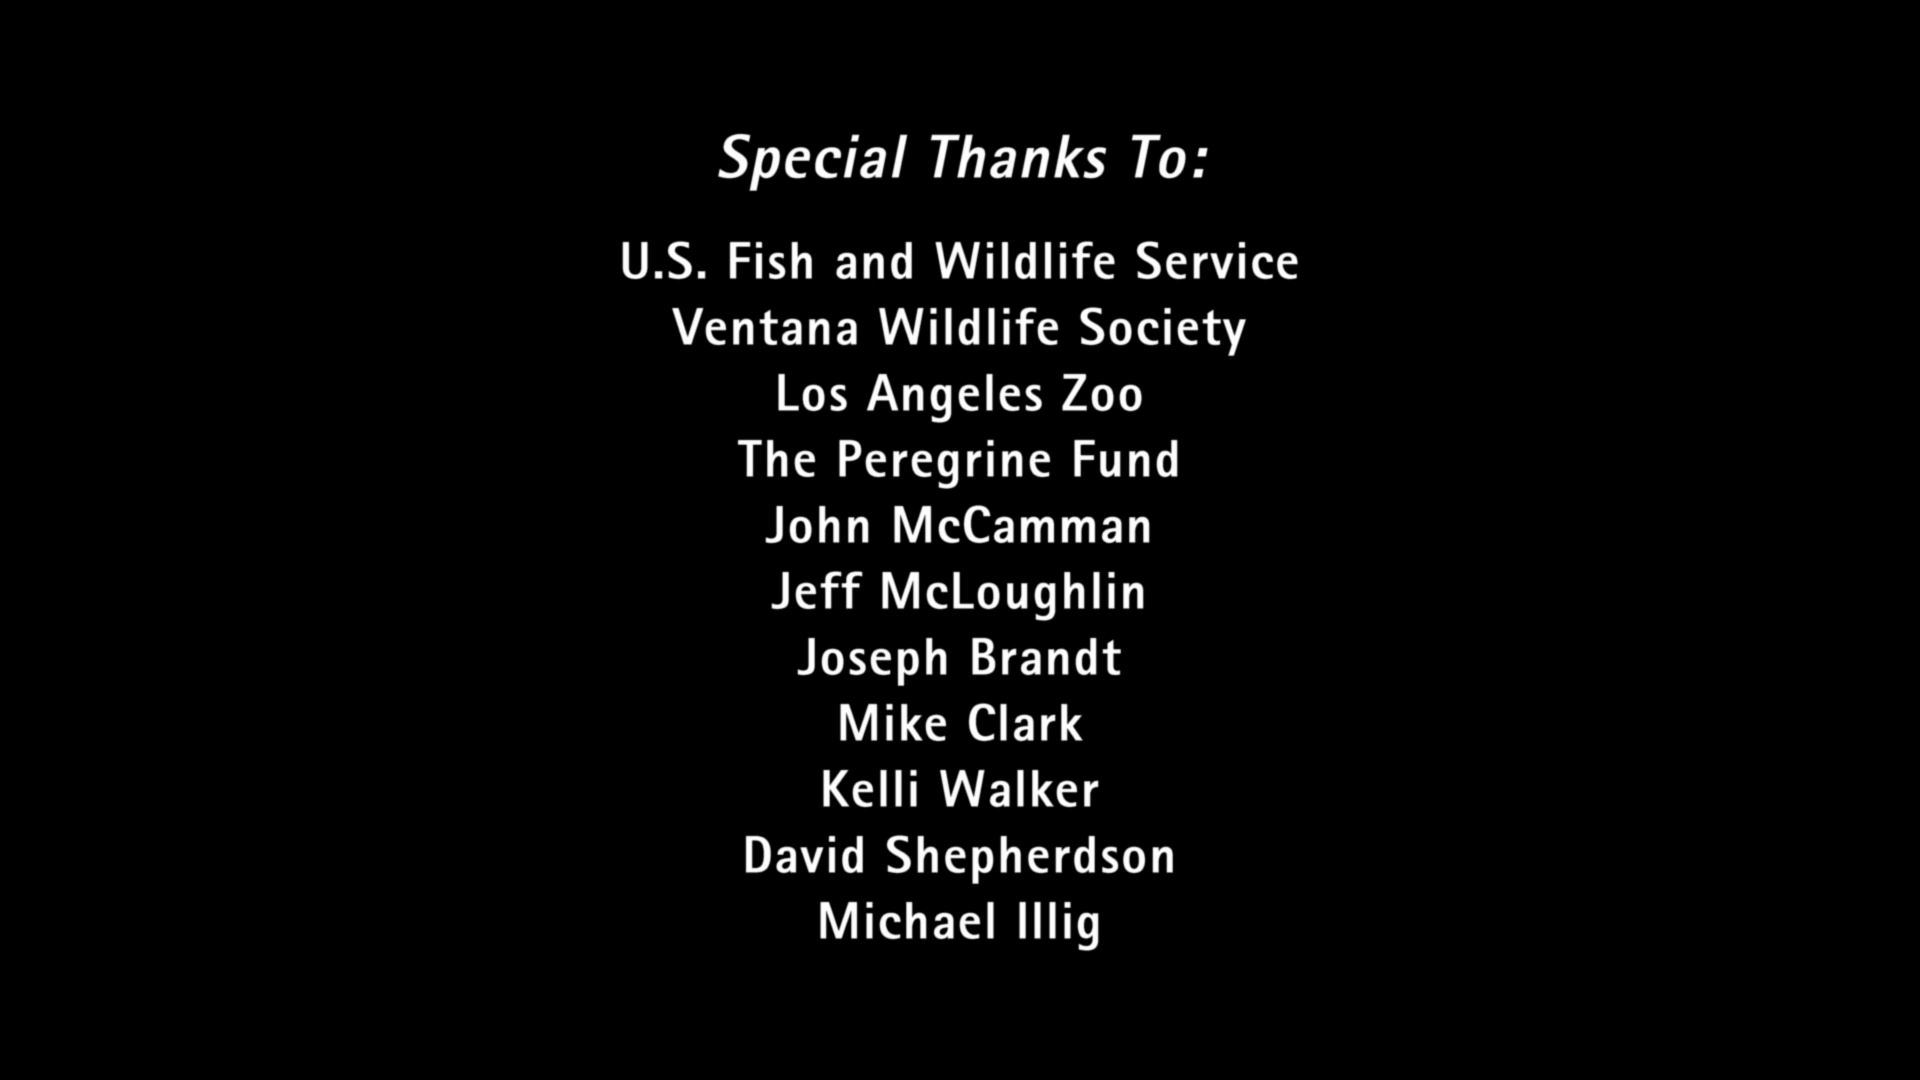 Special Thanks To:
U.S. Fish and Wildlife Service
Ventana Wildlife Society
Los Angeles Zoo
The Peregrine Fund
John McCamman
Jeff McLoughlin
Joseph Brandt
Mike Clark
Kelli Walker
David Shepherdson
Michael Illig